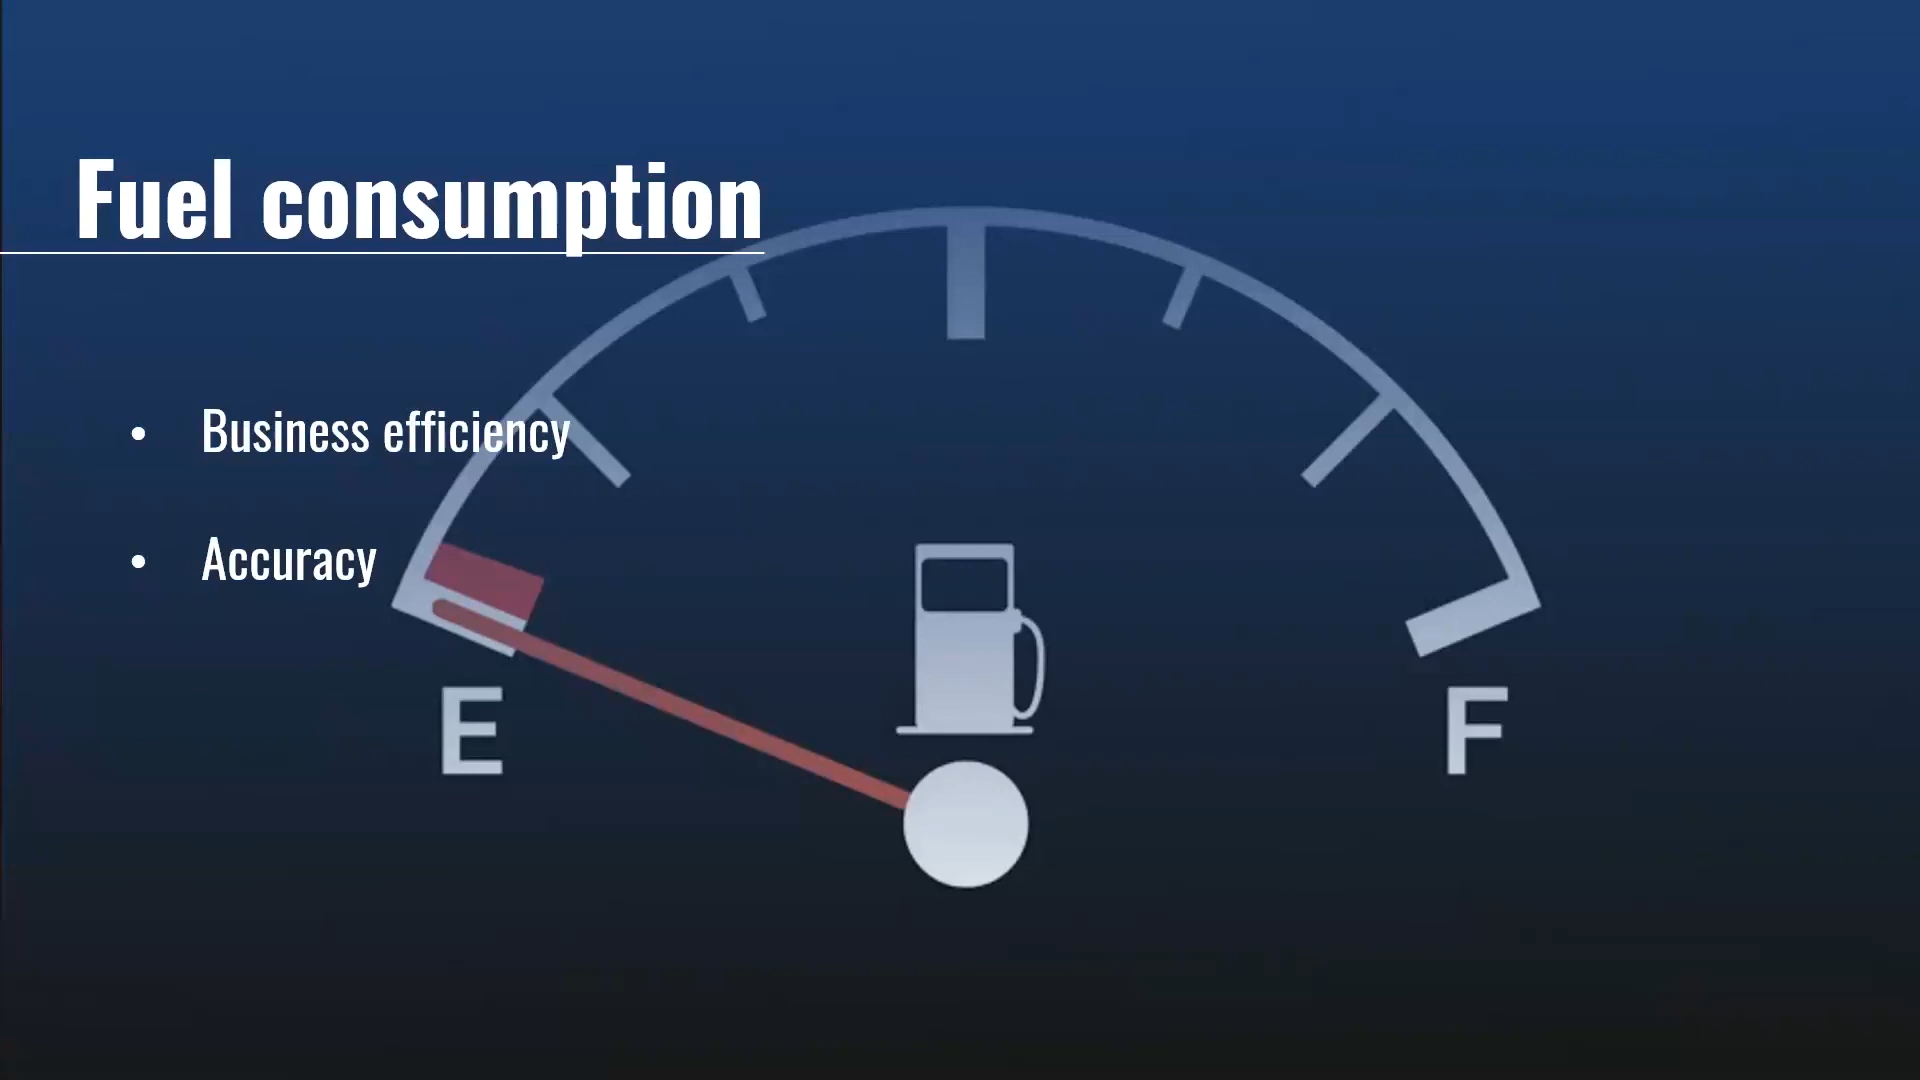 Fuel consumption
• Business efficiency
• Accuracy
E
F